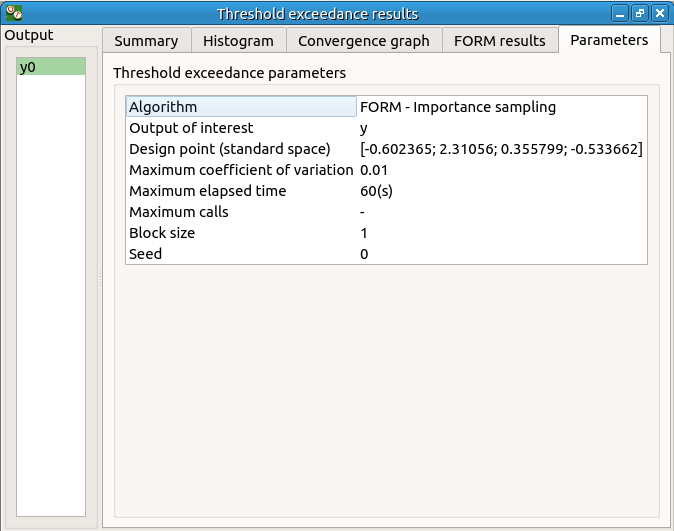 Threshold exceedance results
Output
y0
Summary
Histogram
Convergence graph
FORM results
Parameters
Threshold exceedance parameters
Algorithm FORM - Importance sampling
Output of interest y
Design point (standard space) [-0.602365; 2.31056; 0.355799; -0.533662]
Maximum coefficient of variation 0.01
Maximum elapsed time 60(s)
Maximum calls -
Block size 1
Seed 0